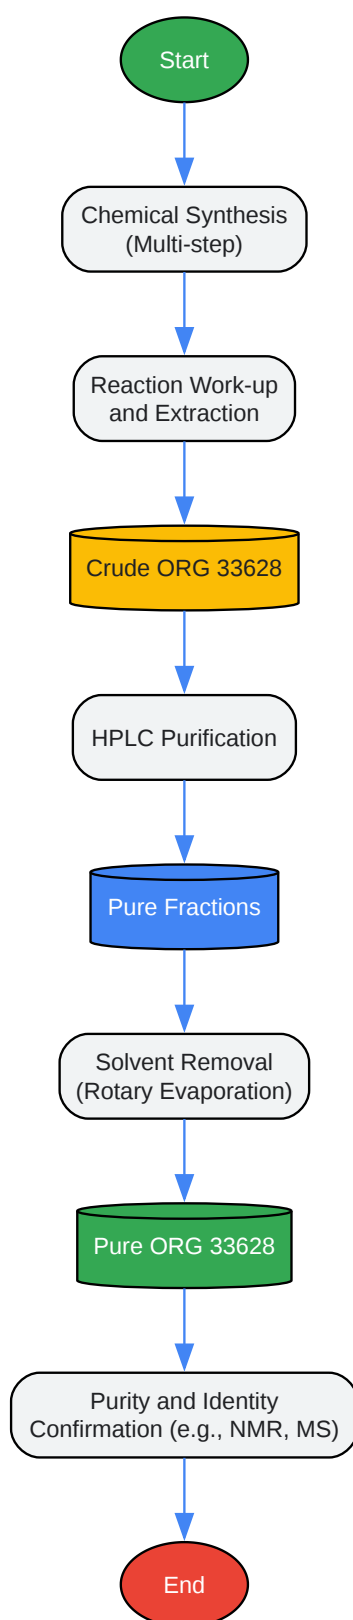 Start
Chemical Synthesis
(Multi-step)
Reaction Work-up
and Extraction
Crude ORG 33628
HPLC Purification
Pure Fractions
Solvent Removal
(Rotary Evaporation)
Pure ORG 33628
Purity and Identity
Confirmation (e.g., NMR, MS)
End